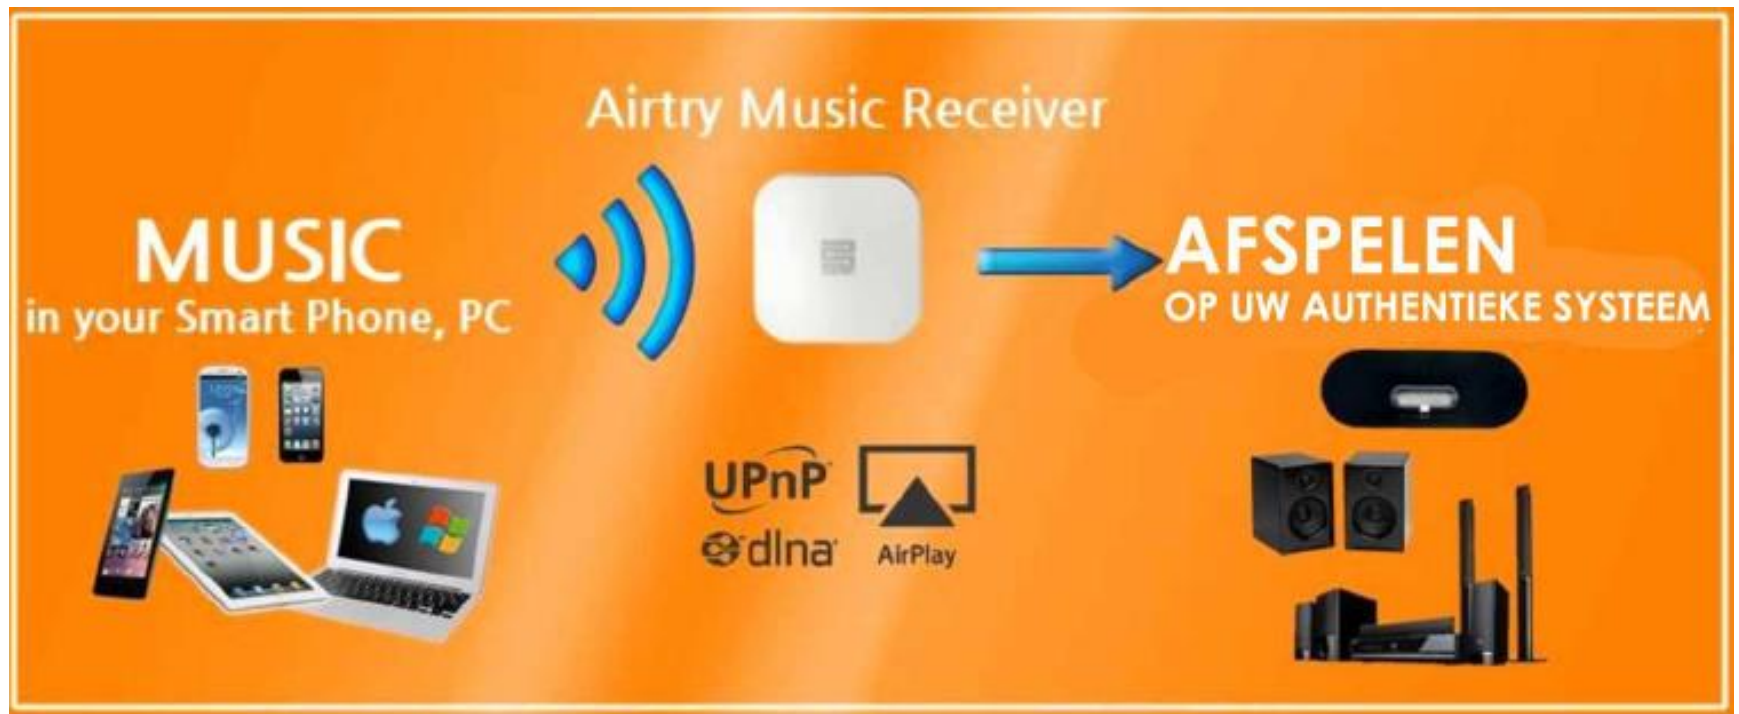 Airtry Music Receiver
MUSIC
in your Smart Phone, PC
AFSPELEN
OP UW AUTHENTIEKE SYSTEEM
UPnP
dlna
AirPlay